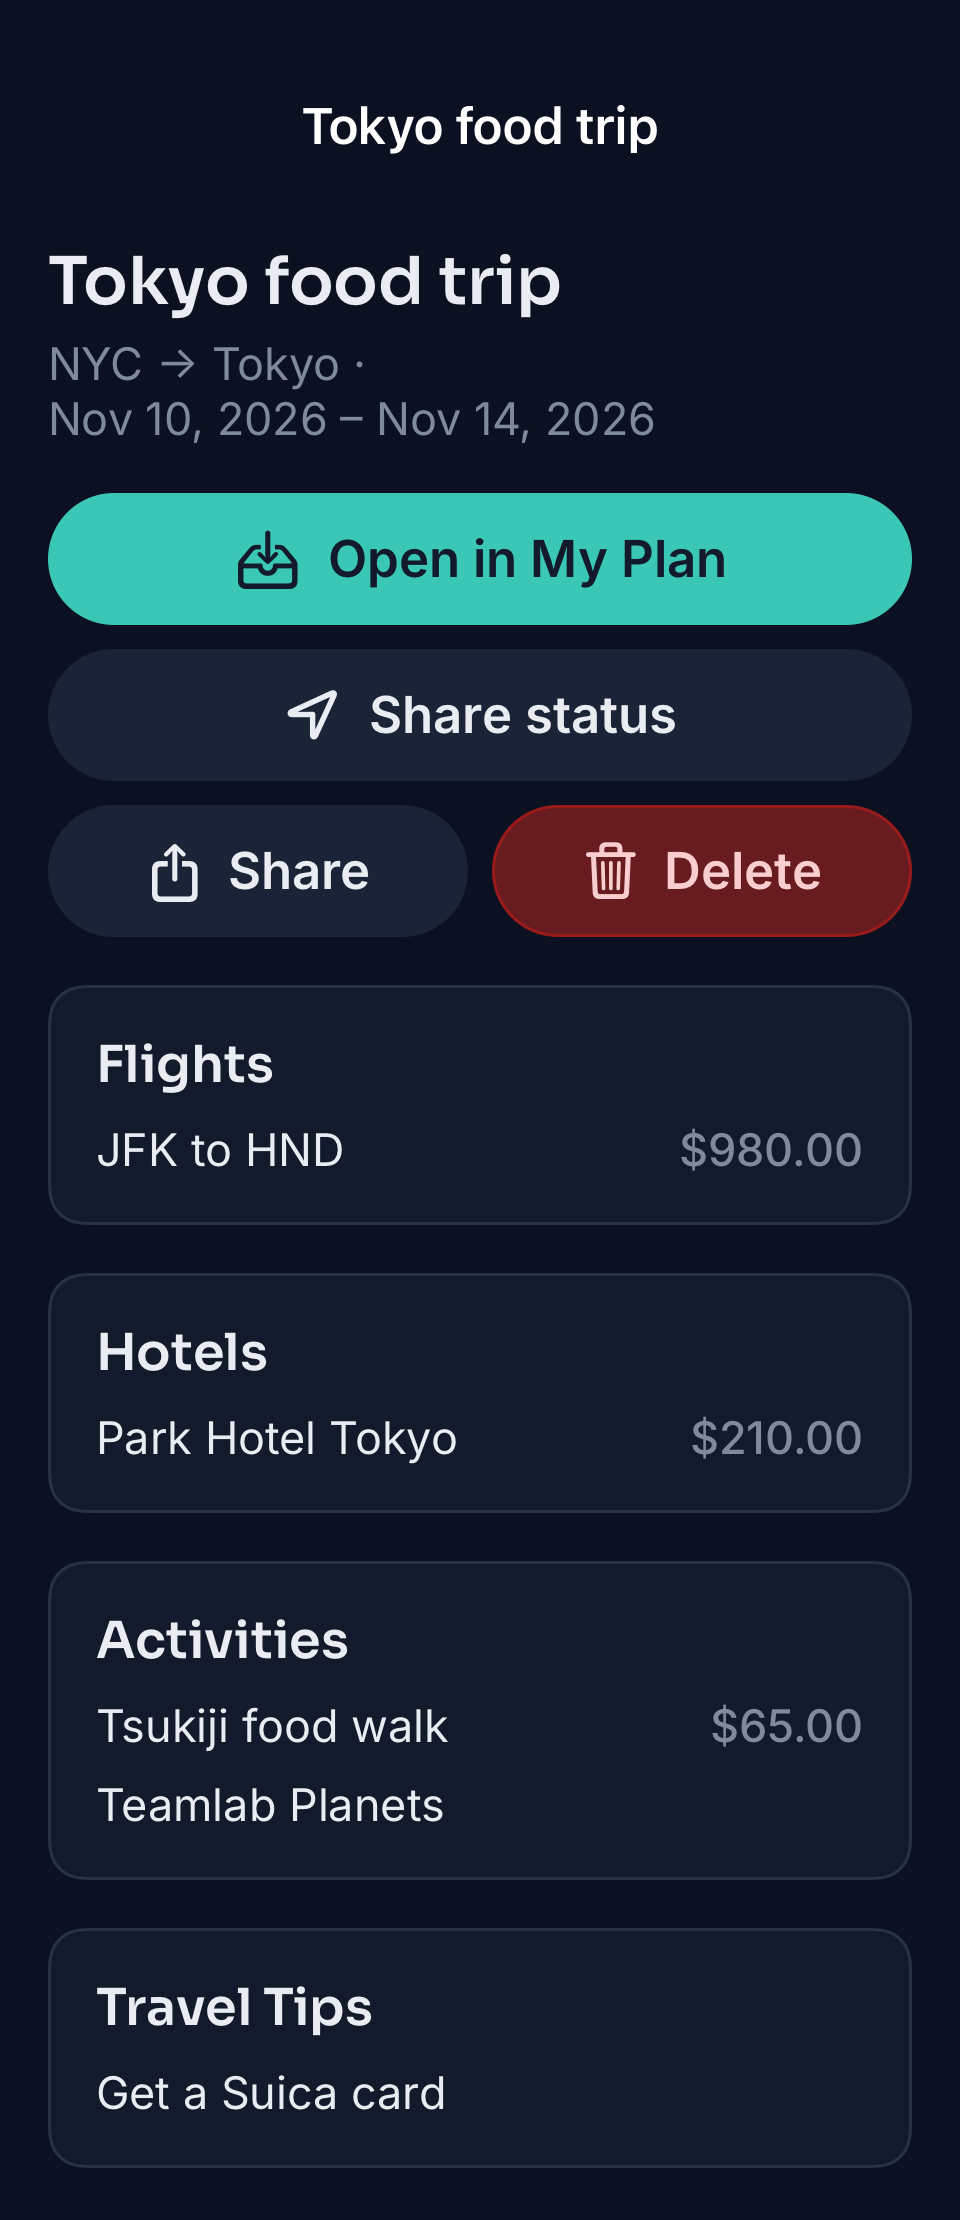 Tokyo food trip
Tokyo food trip
NYC → Tokyo ·
Nov 10, 2026 – Nov 14, 2026
Open in My Plan
Share status
Share
Delete
Flights
JFK to HND $980.00
Hotels
Park Hotel Tokyo $210.00
Activities
Tsukiji food walk $65.00
Teamlab Planets
Travel Tips
Get a Suica card